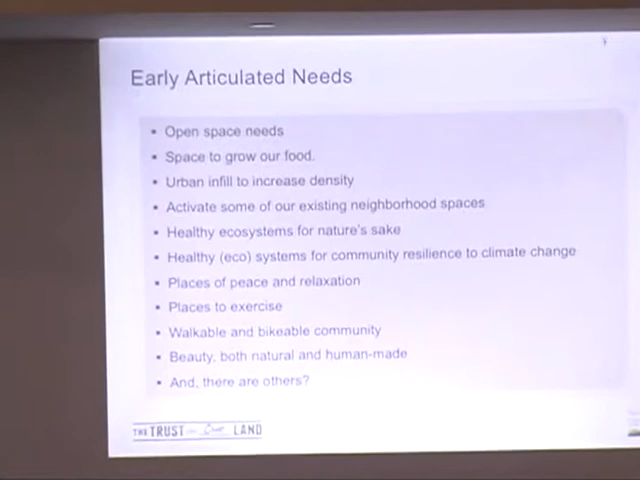 Early Articulated Needs
▪ Open space needs
▪ Space to grow our food.
▪ Urban infill to increase density
▪ Activate some of our existing neighborhood spaces
▪ Healthy ecosystems for nature's sake
▪ Healthy (eco) systems for community resilience to climate change
▪ Places of peace and relaxation
▪ Places to exercise
▪ Walkable and bikeable community
▪ Beauty, both natural and human-made
▪ And, there are others?
THE TRUST LAND